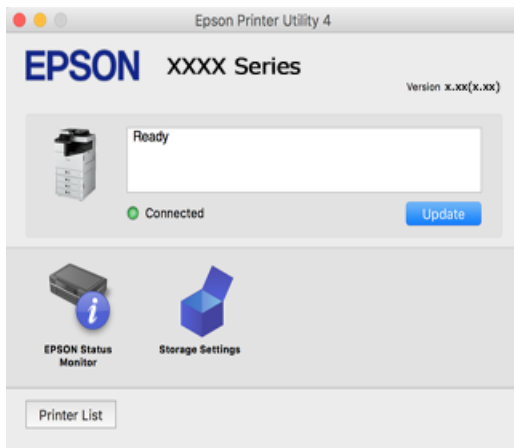 Epson Printer Utility 4
EPSON XXXX Series
Version x.xx(x.xx)
Ready
Connected
Update
i
EPSON Status
Monitor
Storage Settings
Printer List